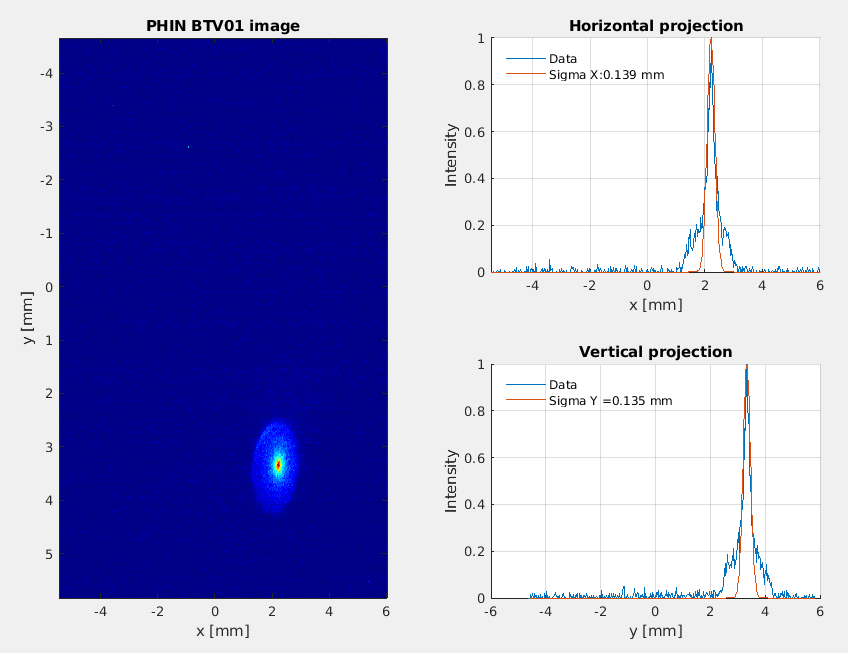 PHIN BTV01 image
-4
-3
-2
-1
0
1
2
3
4
5
y [mm]
-4 -2 0 2 4 6
x [mm]
Horizontal projection
1
0.8
0.6
0.4
0.2
0
Intensity
Data
Sigma X:0.139 mm
-4 -2 0 2 4 6
x [mm]
Vertical projection
1
0.8
0.6
0.4
0.2
0
Intensity
Data
Sigma Y =0.135 mm
-6 -4 -2 0 2 4 6
y [mm]